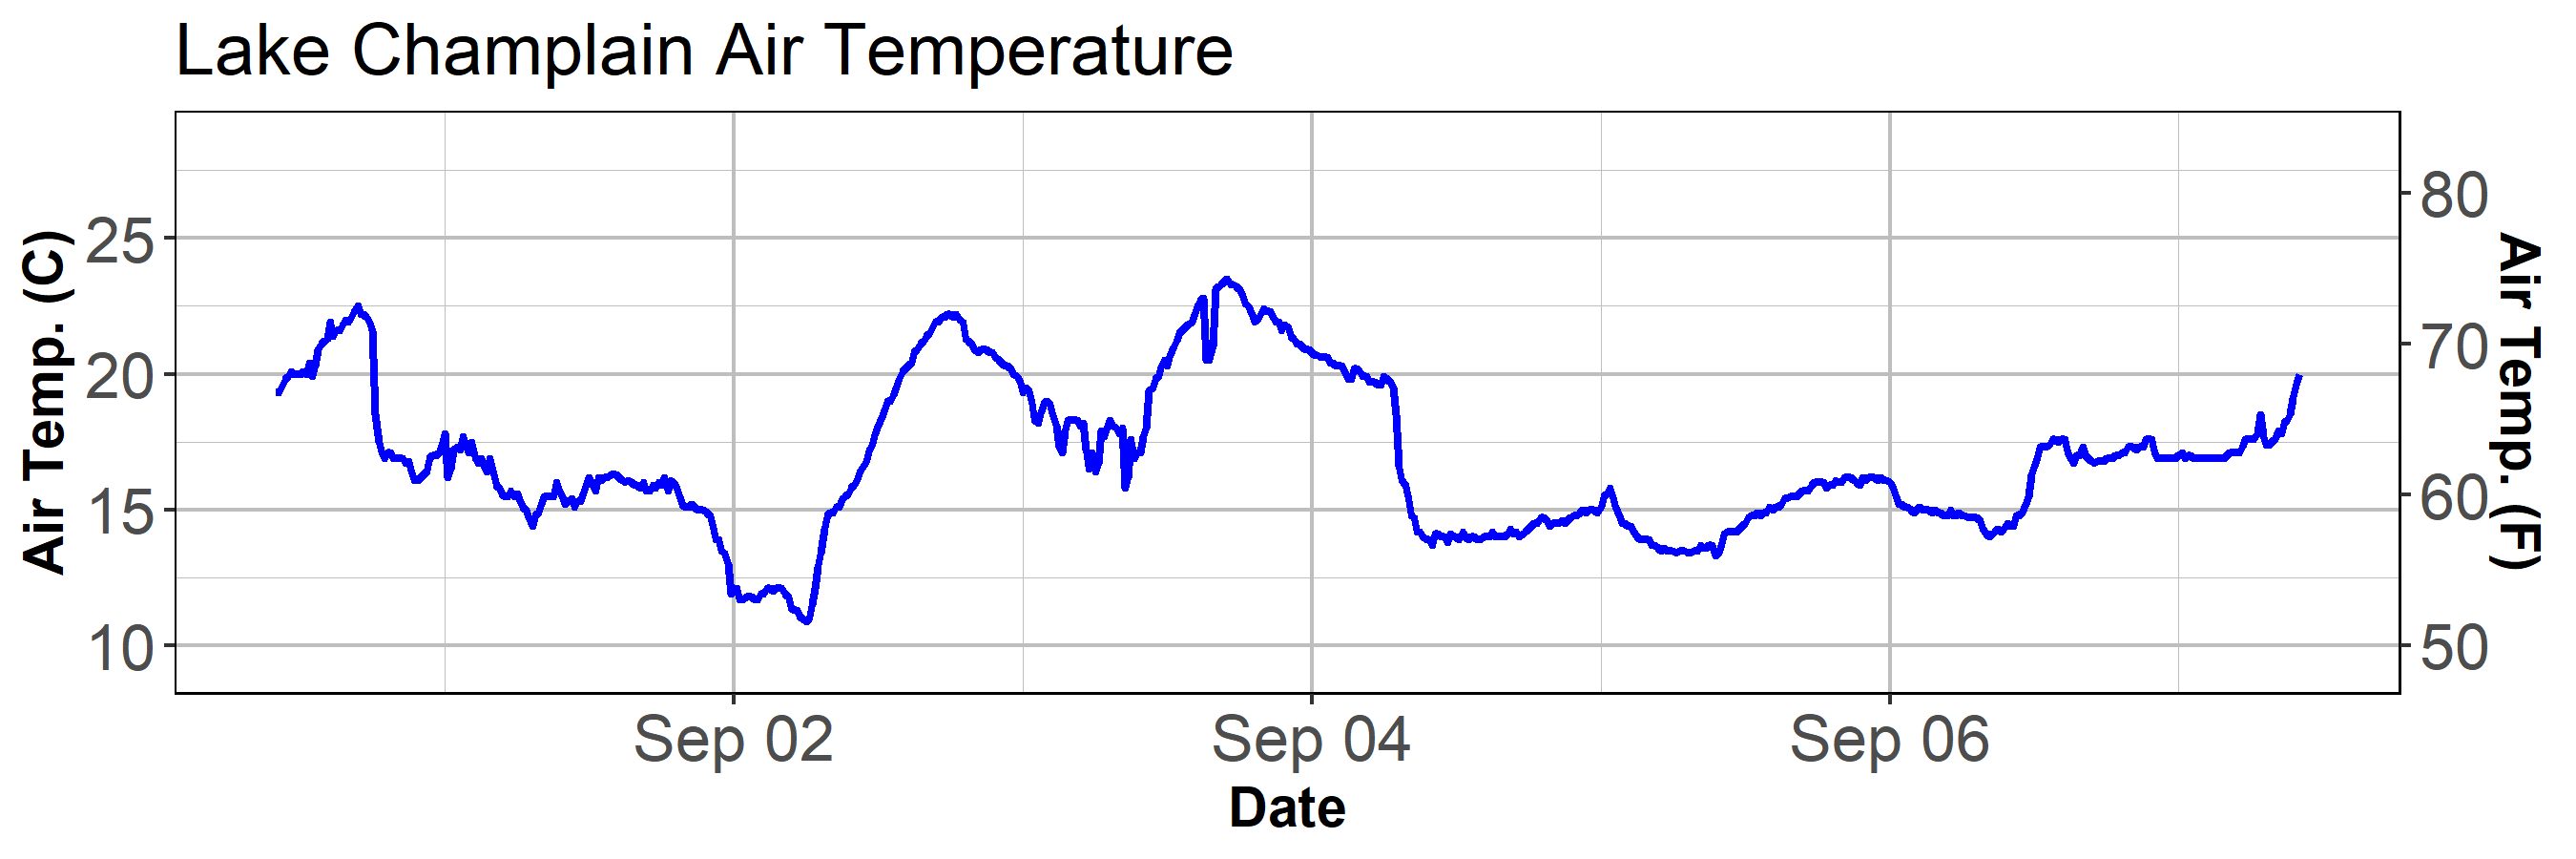 Lake Champlain Air Temperature
Air Temp. (C)
25
20
15
10
80
70
60
50
Air Temp. (F)
Sep 02
Sep 04
Sep 06
Date